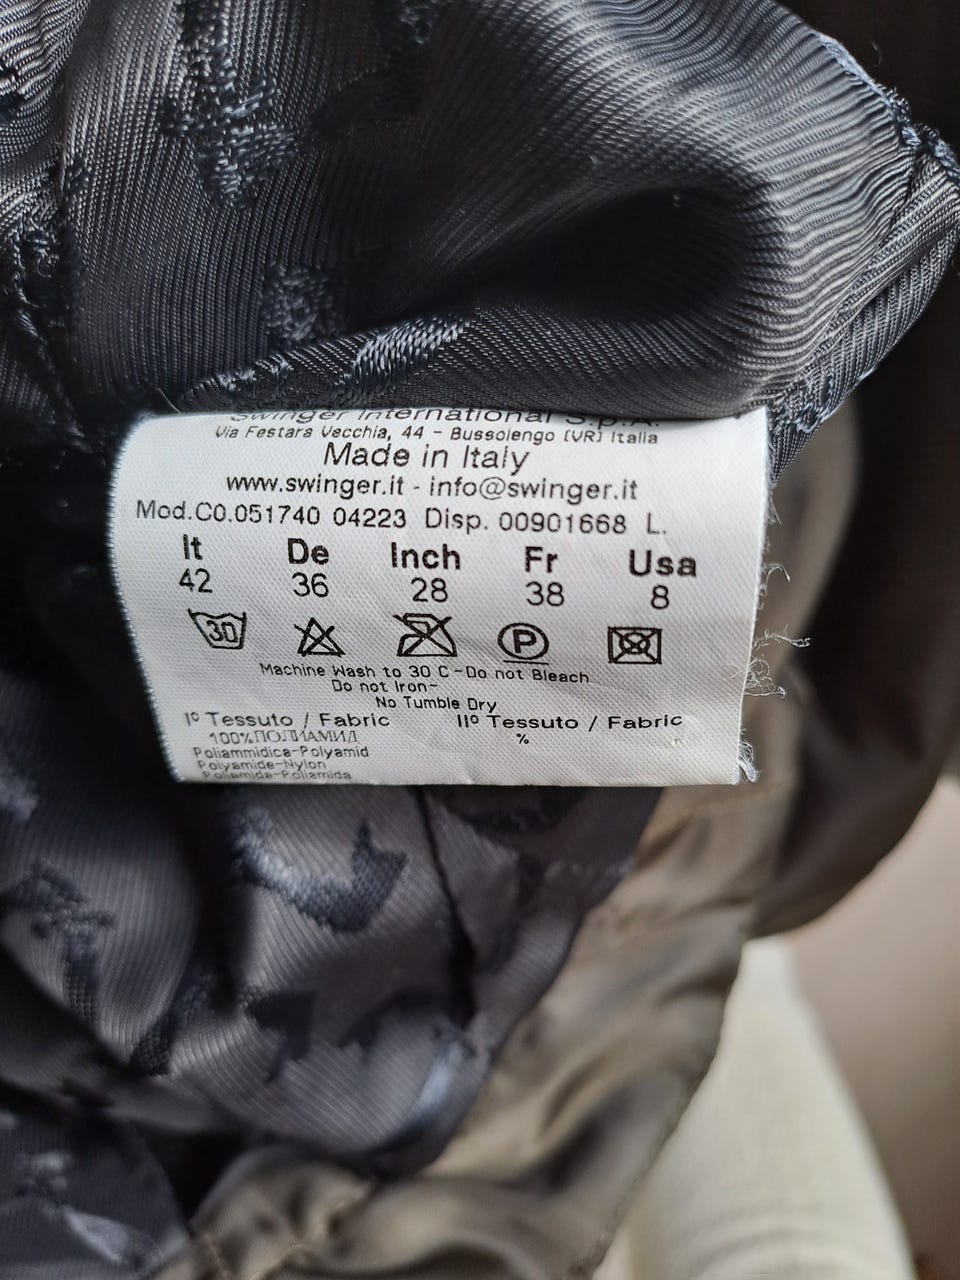 Swinger International S.p.A.
Via Festara Vecchia, 44 - Bussolengo (VR) Italia
Made in Italy
www.swinger.it - info@swinger.it
Mod.C0.051740 04223 Disp. 00901668 L.
It De Inch Fr Usa
42 36 28 38 8
30 P
Machine Wash to 30 C-Do not Bleach
Do not Iron-
No Tumble Dry
I° Tessuto / Fabric II° Tessuto / Fabric
100%ПОЛИАМИД %
Poliammidica-Polyamid
Polyamide-Nylon
Poliamida-Poliamida